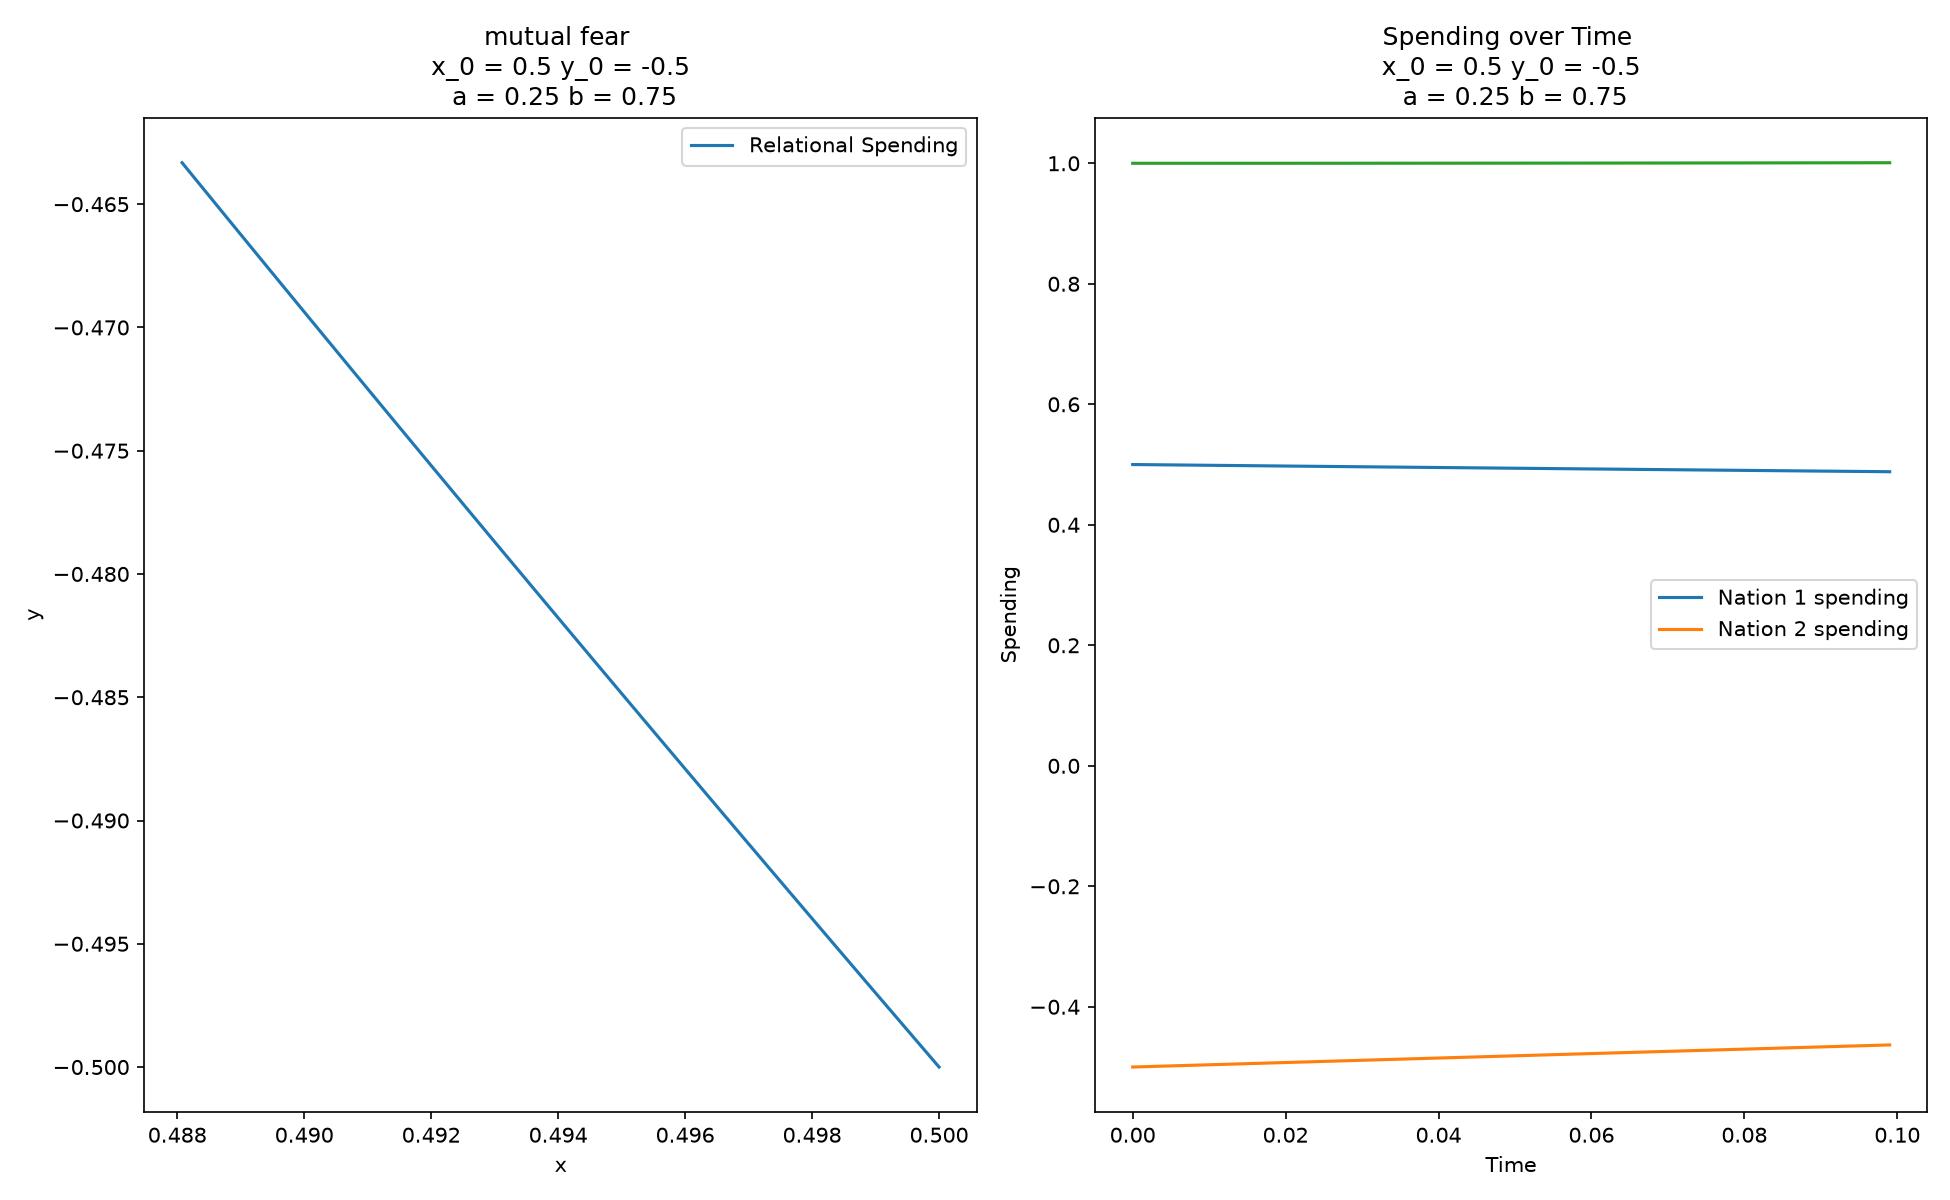 mutual fear
x_0 = 0.5 y_0 = -0.5
a = 0.25 b = 0.75
Relational Spending
−0.465
−0.470
−0.475
−0.480
−0.485
−0.490
−0.495
−0.500
y
0.488
0.490
0.492
0.494
0.496
0.498
0.500
x
Spending over Time
x_0 = 0.5 y_0 = -0.5
a = 0.25 b = 0.75
1.0
0.8
0.6
0.4
0.2
0.0
−0.2
−0.4
Spending
Nation 1 spending
Nation 2 spending
0.00
0.02
0.04
0.06
0.08
0.10
Time